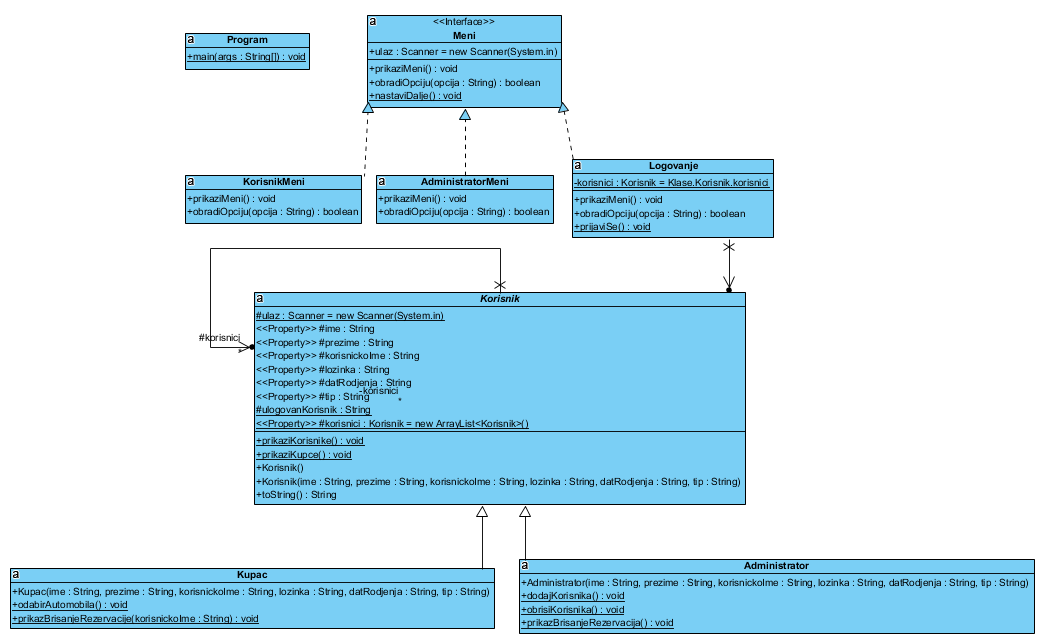 a
<<Interface>>
Meni
+ulaz : Scanner = new Scanner(System.in)
+prikaziMeni() : void
+obradiOpciju(opcija : String) : boolean
+nastaviDalje() : void
a
Program
+main(args : String[]) : void
a
KorisnikMeni
+prikaziMeni() : void
+obradiOpciju(opcija : String) : boolean
a
AdministratorMeni
+prikaziMeni() : void
+obradiOpciju(opcija : String) : boolean
a
Logovanje
-korisnici : Korisnik = Klase.Korisnik.korisnici
+prikaziMeni() : void
+obradiOpciju(opcija : String) : boolean
+prijaviSe() : void
#korisnici
*
a
Korisnik
#ulaz : Scanner = new Scanner(System.in)
<<Property>> #ime : String
<<Property>> #prezime : String
<<Property>> #korisnickoIme : String
<<Property>> #lozinka : String
<<Property>> #datRodjenja : String
-korisnici
*
<<Property>> #tip : String
#ulogovanKorisnik : String
<<Property>> #korisnici : Korisnik = new ArrayList<Korisnik>()
+prikaziKorisnike() : void
+prikaziKupce() : void
+Korisnik()
+Korisnik(ime : String, prezime : String, korisnickoIme : String, lozinka : String, datRodjenja : String, tip : String)
+toString() : String
a
Kupac
+Kupac(ime : String, prezime : String, korisnickoIme : String, lozinka : String, datRodjenja : String, tip : String)
+odabirAutomobila() : void
+prikazBrisanjeRezervacije(korisnickoIme : String) : void
a
Administrator
+Administrator(ime : String, prezime : String, korisnickoIme : String, lozinka : String, datRodjenja : String, tip : String)
+dodajKorisnika() : void
+obrisiKorisnika() : void
+prikazBrisanjeRezervacija() : void